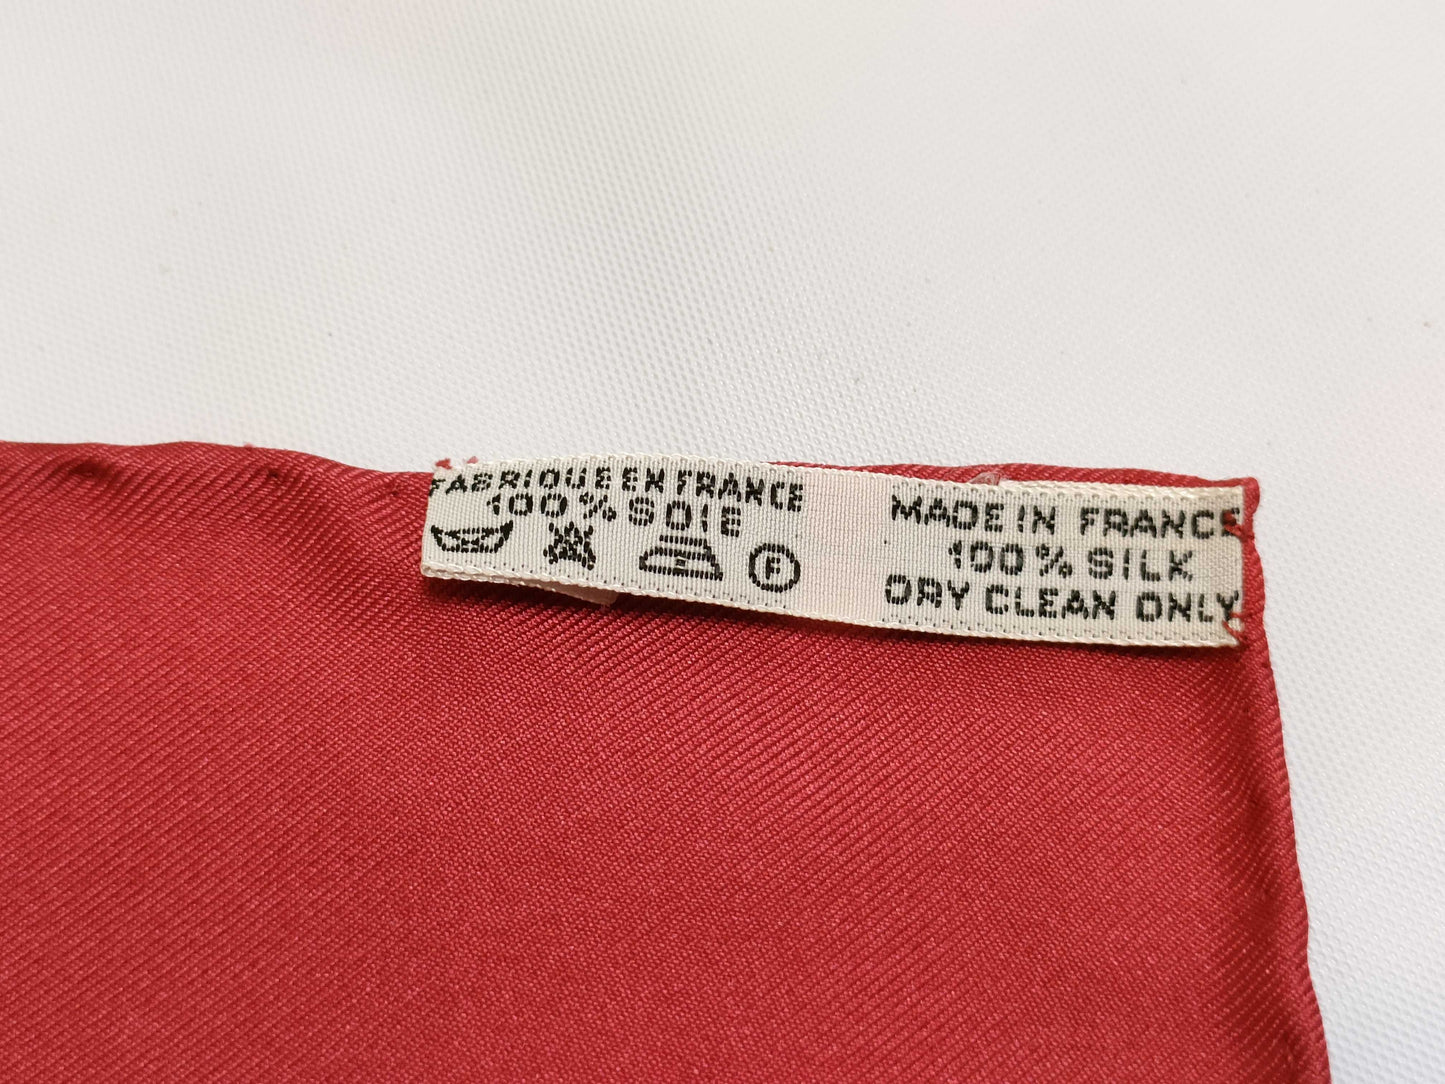 FABRIQUE EN FRANCE
100% SOIE
F
MADE IN FRANCE
100% SILK
DRY CLEAN ONLY